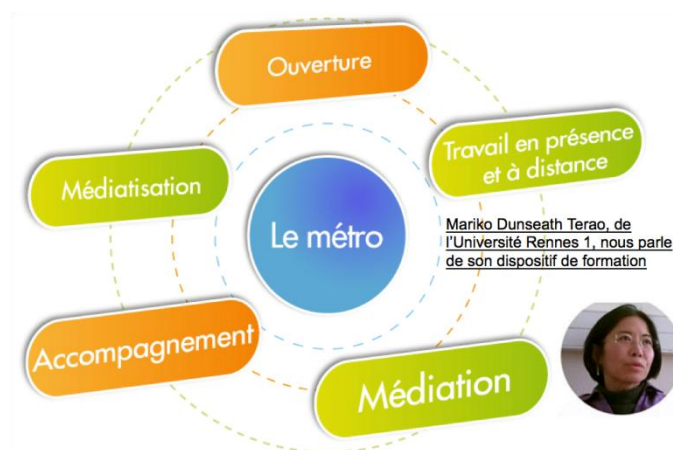 Ouverture
Travail en présence
et à distance
Médiatisation
Le métro
Mariko Dunseath Terao, de
l'Université Rennes 1, nous parle
de son dispositif de formation
Accompagnement
Médiation